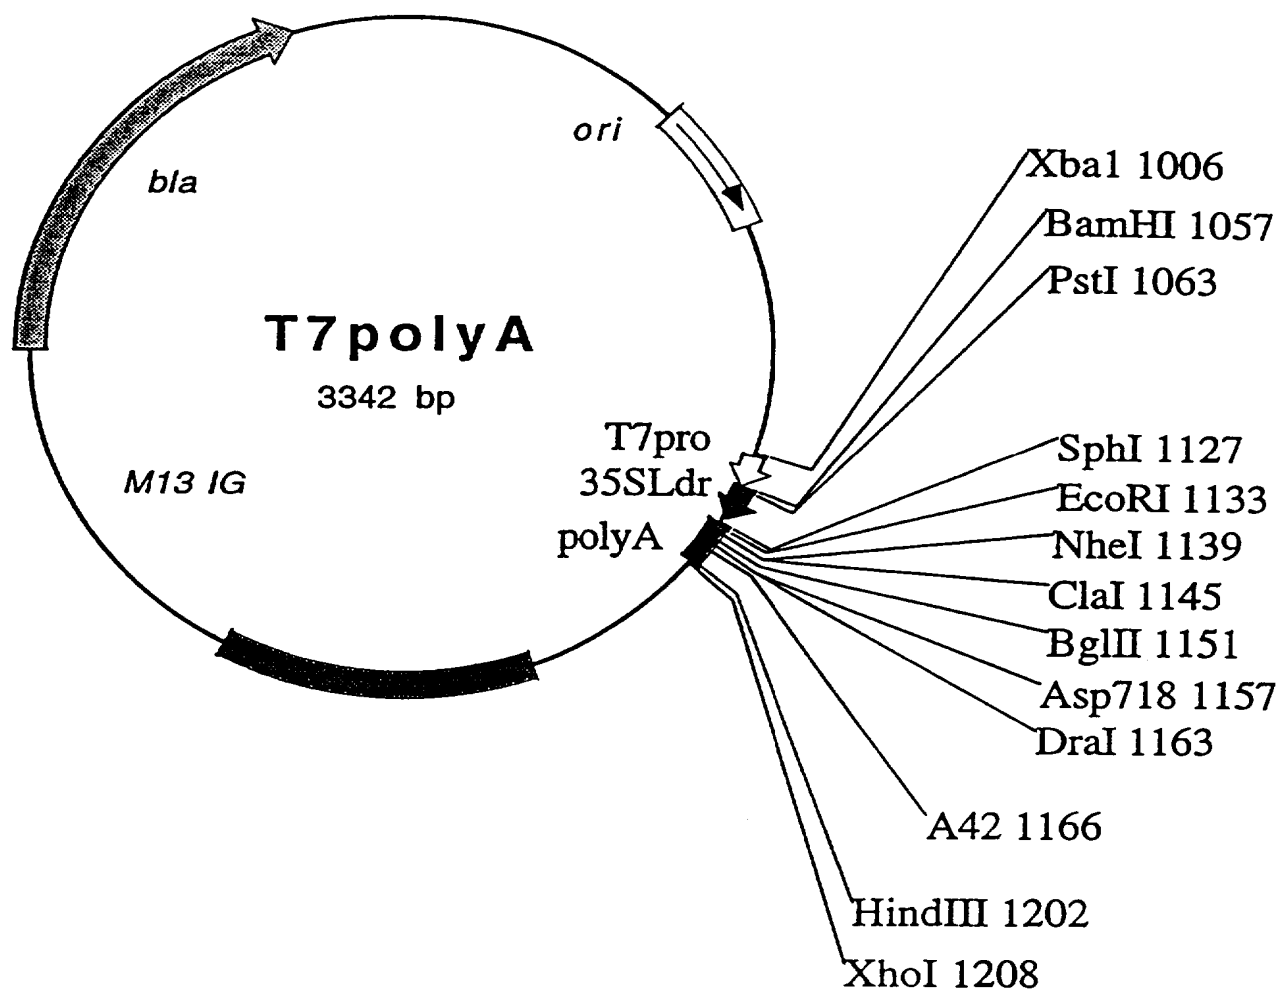 ori
bla
Xba1 1006
BamHI 1057
PstI 1063
T7polyA
3342 bp
T7pro
35SLdr
polyA
M13 IG
SphI 1127
EcoRI 1133
NheI 1139
ClaI 1145
BglII 1151
Asp718 1157
DraI 1163
A42 1166
HindIII 1202
XhoI 1208